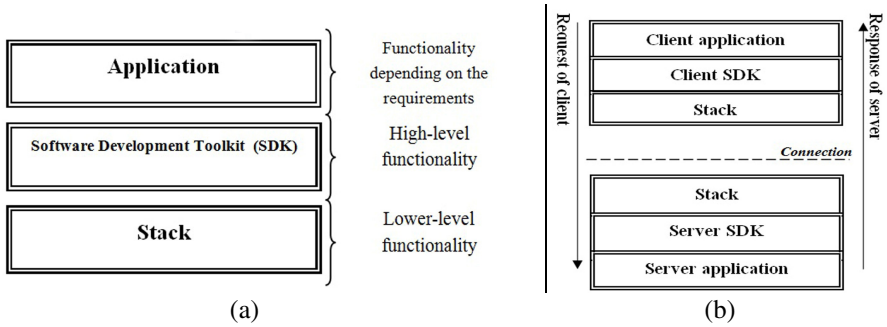 Application
Functionality
depending on the
requirements
Software Development Toolkit (SDK)
High-level
functionality
Stack
Lower-level
functionality
(a)
Request of client
Client application
Client SDK
Stack
Connection
Stack
Server SDK
Server application
Response of server
(b)